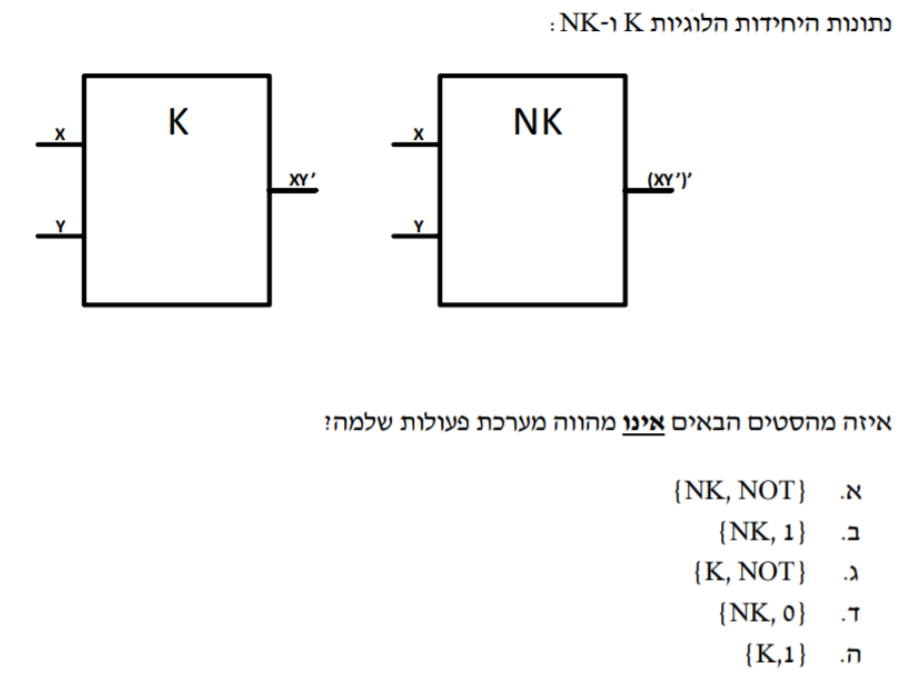 נתונות היחידות הלוגיות K ו-NK:
K
NK
X
X
XY'
(XY')'
Y
Y
איזה מהסטים הבאים אינו מהווה מערכת פעולות שלמה?
א. {NK, NOT}
ב. {NK, 1}
ג. {K, NOT}
ד. {NK, 0}
ה. {K,1}